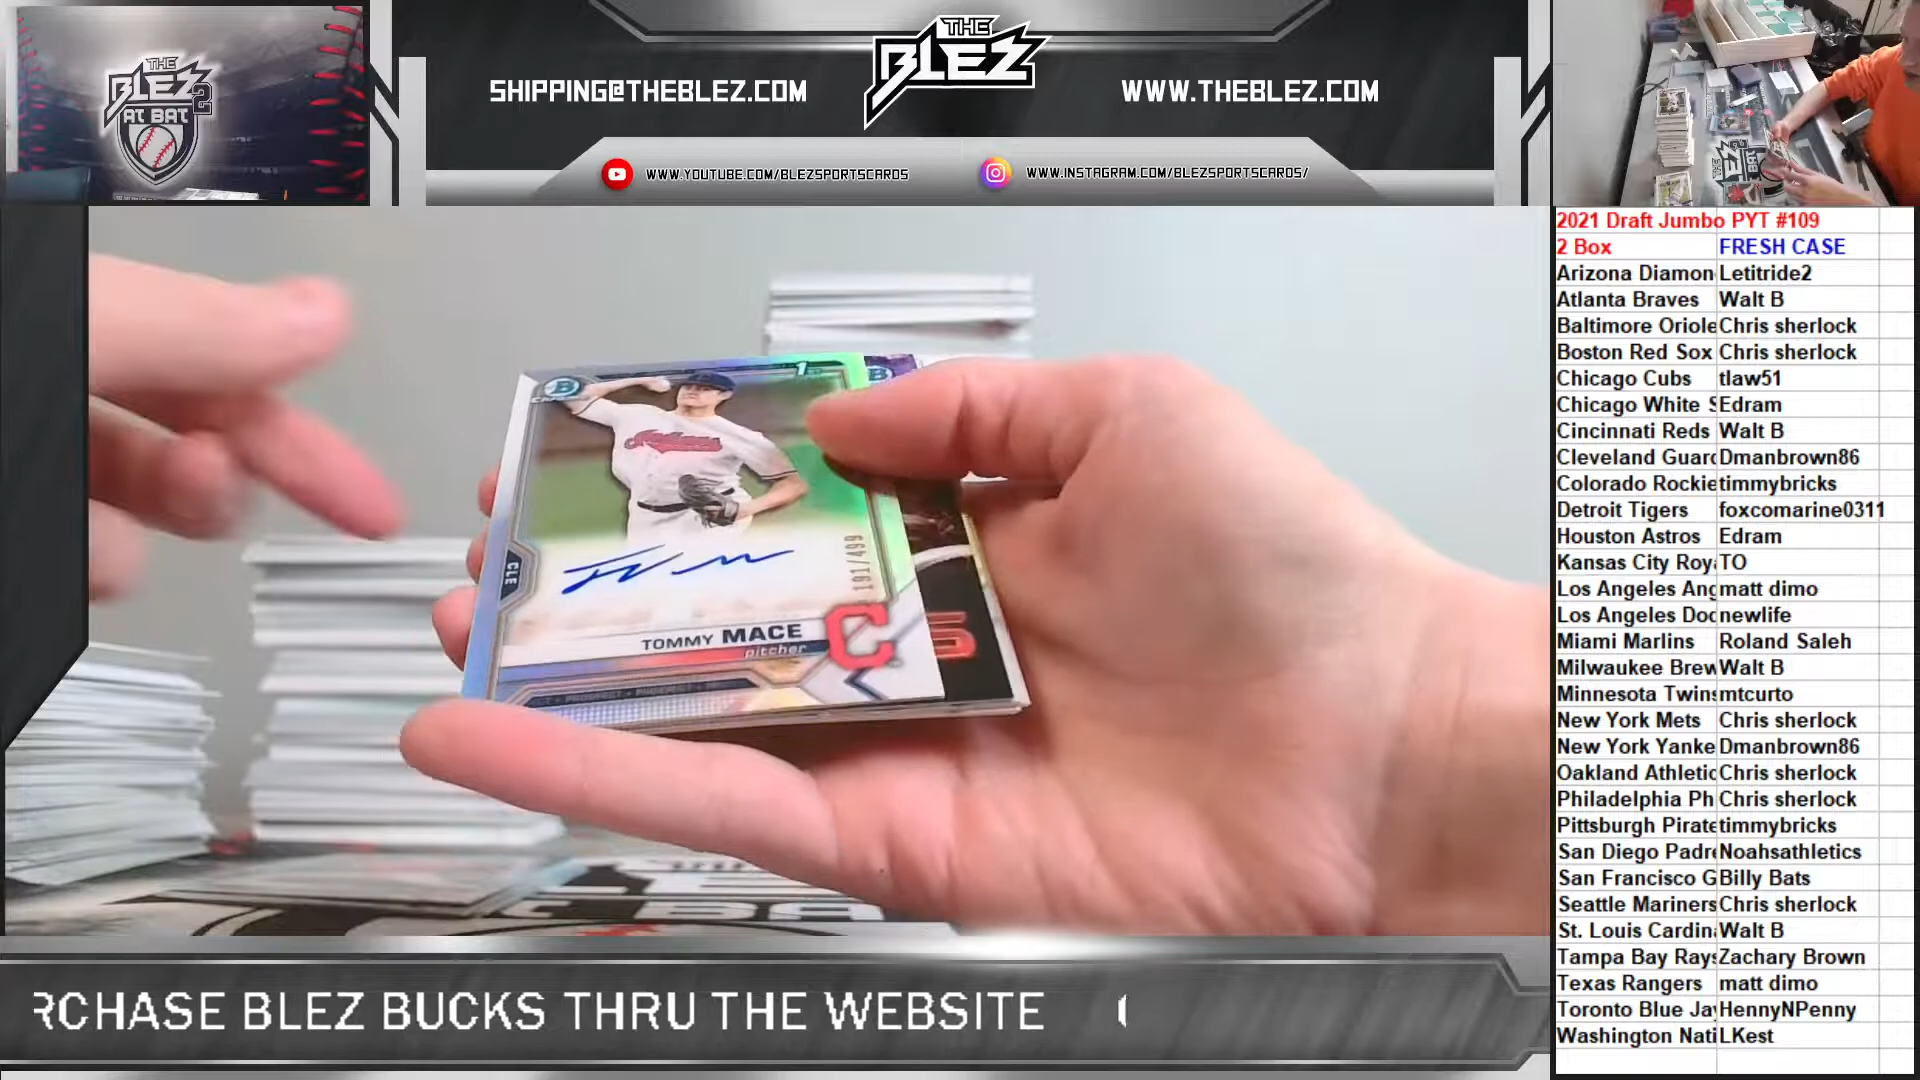 THE
BLEZ 2
AT BAT
SHIPPING@THEBLEZ.COM
THE
BLEZ
WWW.THEBLEZ.COM
WWW.YOUTUBE.COM/BLEZSPORTSCARDS
WWW.INSTAGRAM.COM/BLEZSPORTSCARDS/
2021 Draft Jumbo PYT #109
2 Box FRESH CASE
Arizona Diamon Letitride2
Atlanta Braves Walt B
Baltimore Oriole Chris sherlock
Boston Red Sox Chris sherlock
Chicago Cubs tlaw51
Chicago White S Edram
Cincinnati Reds Walt B
Cleveland Guard Dmanbrown86
Colorado Rockie timmybricks
Detroit Tigers foxcomarine0311
Houston Astros Edram
Kansas City Roya TO
Los Angeles Ang matt dimo
Los Angeles Dod newlife
Miami Marlins Roland Saleh
Milwaukee Brew Walt B
Minnesota Twins mtcurto
New York Mets Chris sherlock
New York Yanke Dmanbrown86
Oakland Athletic Chris sherlock
Philadelphia Ph Chris sherlock
Pittsburgh Pirate timmybricks
San Diego Padre Noahsathletics
San Francisco G Billy Bats
Seattle Mariners Chris sherlock
St. Louis Cardina Walt B
Tampa Bay Rays Zachary Brown
Texas Rangers matt dimo
Toronto Blue Jay HennyNPenny
Washington Nati LKest
1st
B
Indians
191/499
CLE
TOMMY MACE
pitcher
C
RCHASE BLEZ BUCKS THRU THE WEBSITE